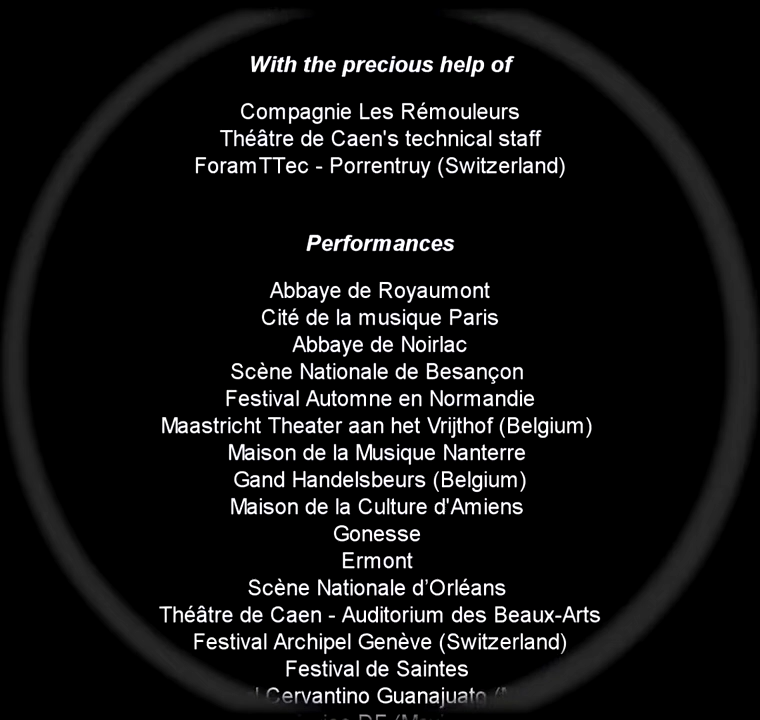 With the precious help of
Compagnie Les Rémouleurs
Théâtre de Caen's technical staff
ForamTTec - Porrentruy (Switzerland)
Performances
Abbaye de Royaumont
Cité de la musique Paris
Abbaye de Noirlac
Scène Nationale de Besançon
Festival Automne en Normandie
Maastricht Theater aan het Vrijthof (Belgium)
Maison de la Musique Nanterre
Gand Handelsbeurs (Belgium)
Maison de la Culture d'Amiens
Gonesse
Ermont
Scène Nationale d’Orléans
Théâtre de Caen - Auditorium des Beaux-Arts
Festival Archipel Genève (Switzerland)
Festival de Saintes
Cervantino Guanajuato